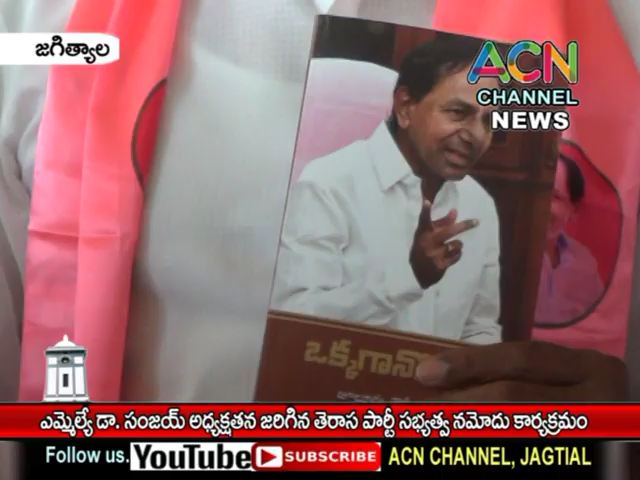 జగిత్యాల
ACN
CHANNEL
NEWS
ఒక్కగానొ
ఎమ్మెల్యే డా. సంజయ్ అధ్యక్షతన జరిగిన తెరాస పార్టీ సభ్యత్వ నమోదు కార్యక్రమం
Follow us. YouTube SUBSCRIBE ACN CHANNEL, JAGTIAL